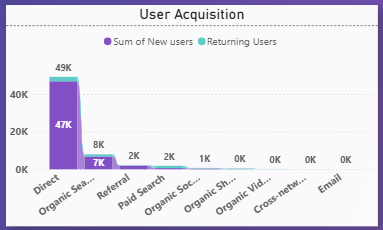 User Acquisition
Sum of New users Returning Users
49K
47K
8K
7K
2K
2K
1K
0K
0K
0K
0K
40K
20K
0K
Direct
Organic Sea...
Referral
Paid Search
Organic Soc...
Organic Sh...
Organic Vid...
Cross-netw...
Email